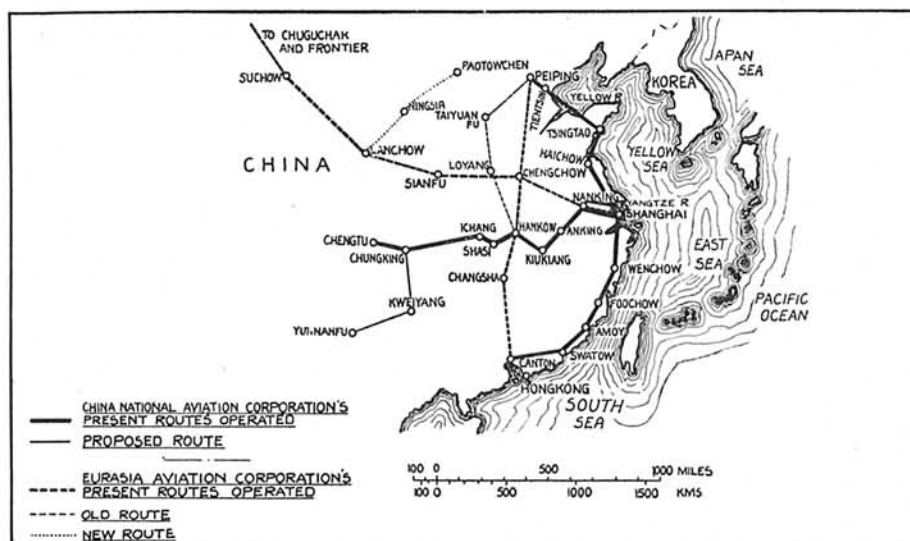 TO CHUGUCHAK
AND FRONTIER
SUCHOW
PAOTOWCHEN
NINGSIA
LANCHOW
CHINA
SIANFU
LOYANG
TAIYUAN
FU
PEIPING
TIENTSIN
YELLOW R
TSINGTAO
HAICHOW
CHENGCHOW
KOREA
JAPAN
SEA
YELLOW
SEA
NANKING
YANGTZE R
SHANGHAI
ICHANG
SHASI
HANKOW
ANKING
KIUKIANG
CHENGTU
CHUNGKING
CHANGSHA
KWEIYANG
YUNNANFU
EAST
SEA
WENCHOW
FOOCHOW
AMOY
SWATOW
CANTON
HONGKONG
PACIFIC
OCEAN
SOUTH
SEA
CHINA NATIONAL AVIATION CORPORATION'S
PRESENT ROUTES OPERATED
PROPOSED ROUTE
EURASIA AVIATION CORPORATION'S
PRESENT ROUTES OPERATED
OLD ROUTE
NEW ROUTE
100 0 500 1000 MILES
100 0 500 1000 1500 KMS